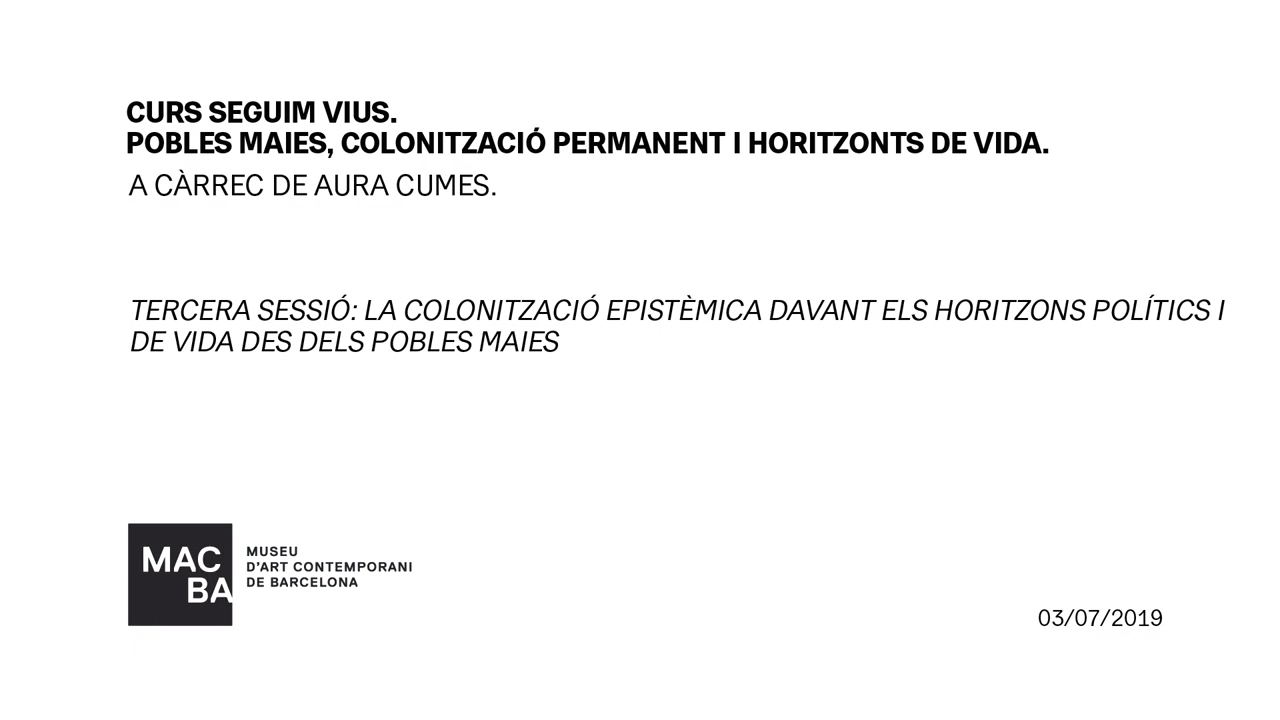 CURS SEGUIM VIUS.
POBLES MAIES, COLONITZACIÓ PERMANENT I HORITZONTS DE VIDA.
A CÀRREC DE AURA CUMES.
TERCERA SESSIÓ: LA COLONITZACIÓ EPISTÈMICA DAVANT ELS HORITZONS POLÍTICS I
DE VIDA DES DELS POBLES MAIES
MAC
BA
MUSEU
D'ART CONTEMPORANI
DE BARCELONA
03/07/2019